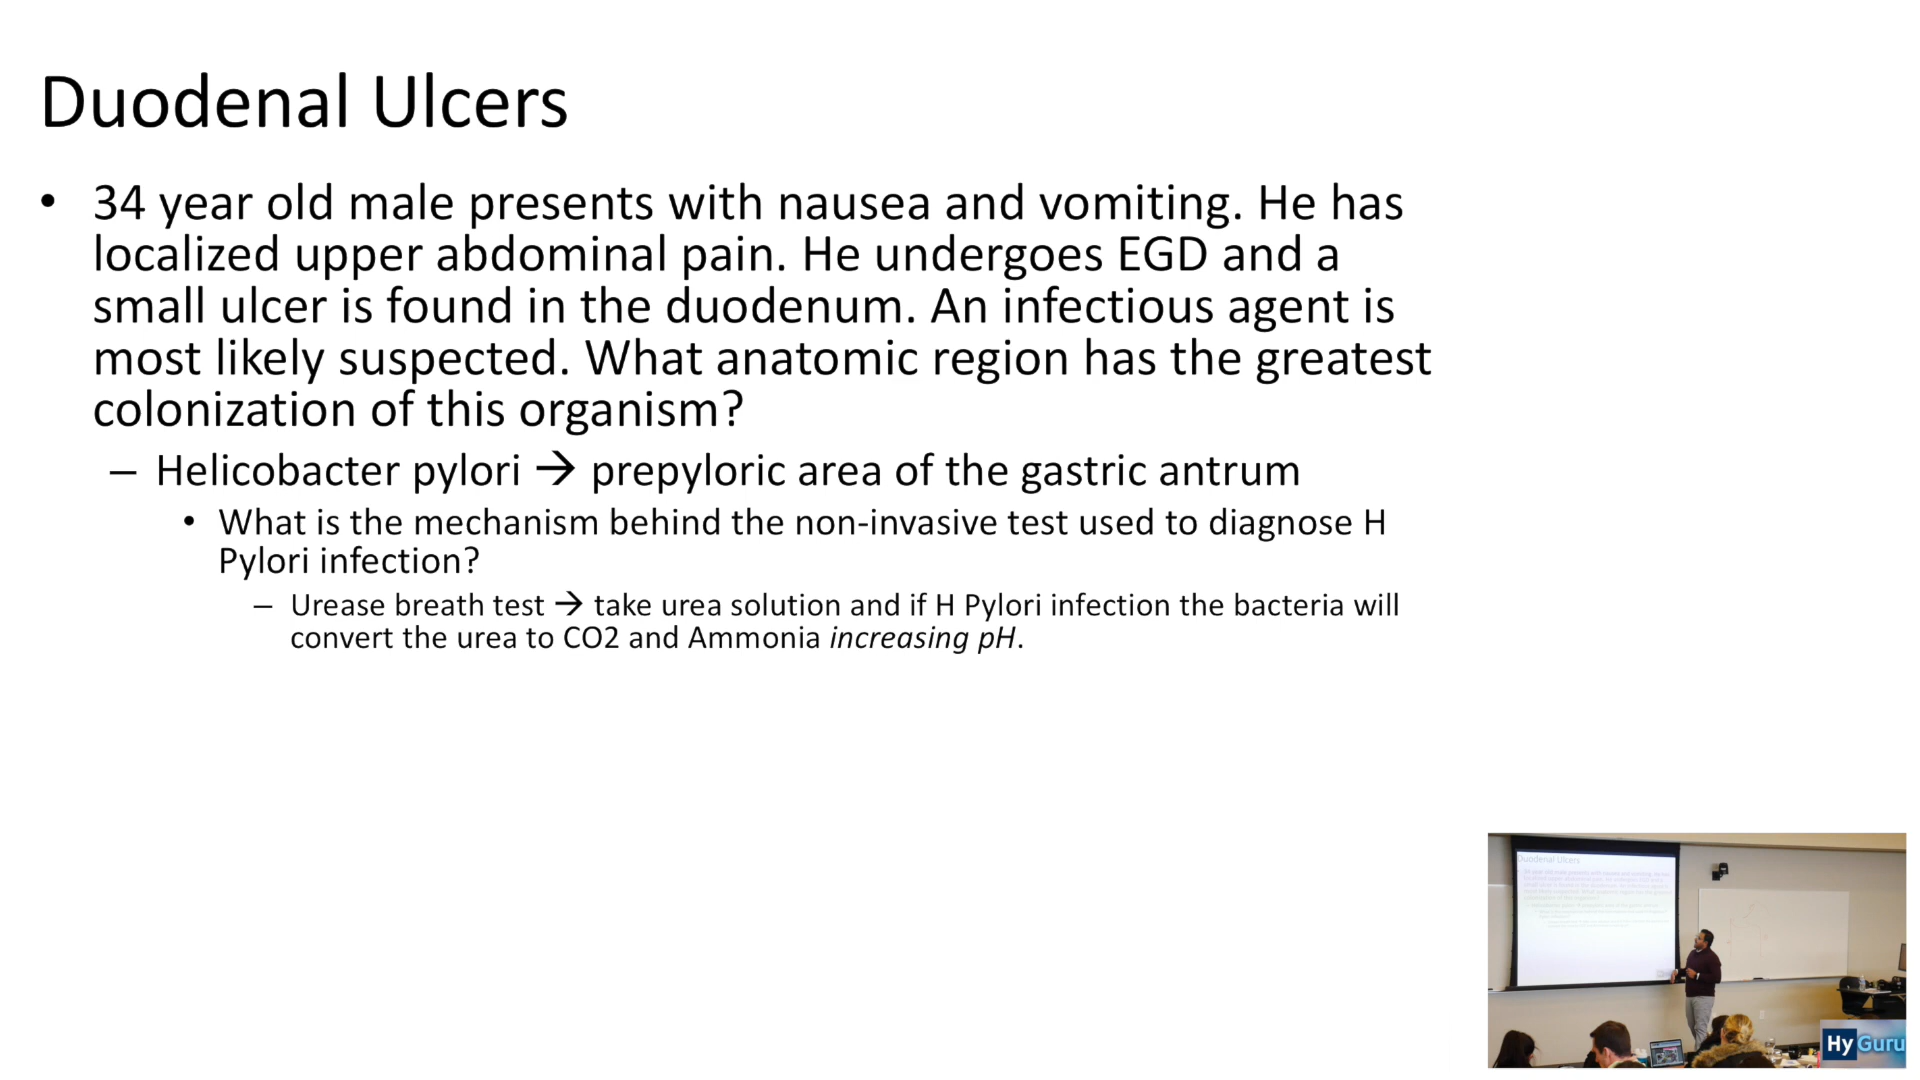 Duodenal Ulcers
• 34 year old male presents with nausea and vomiting. He has
localized upper abdominal pain. He undergoes EGD and a
small ulcer is found in the duodenum. An infectious agent is
most likely suspected. What anatomic region has the greatest
colonization of this organism?
– Helicobacter pylori → prepyloric area of the gastric antrum
• What is the mechanism behind the non-invasive test used to diagnose H
Pylori infection?
– Urease breath test → take urea solution and if H Pylori infection the bacteria will
convert the urea to CO2 and Ammonia increasing pH.
Duodenal Ulcers
HyGuru